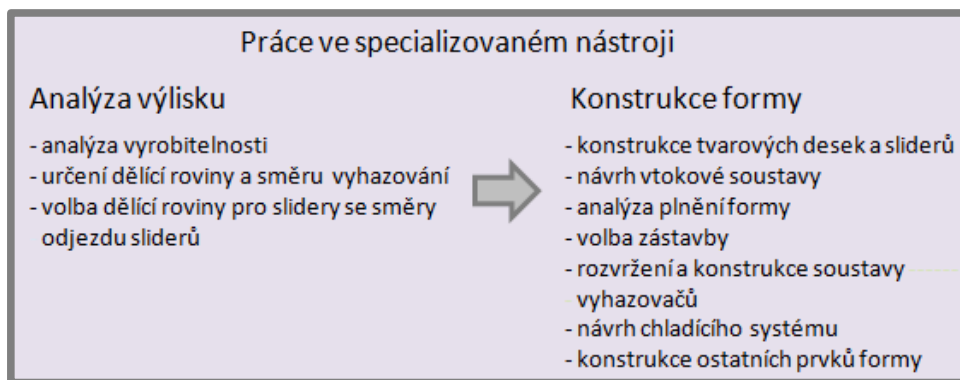 Práce ve specializovaném nástroji
Analýza výlisku
- analýza vyrobitelnosti
- určení dělící roviny a směru vyhazování
- volba dělící roviny pro slidery se směry
odjezdu sliderů
Konstrukce formy
- konstrukce tvarových desek a sliderů
- návrh vtokové soustavy
- analýza plnění formy
- volba zástavby
- rozvržení a konstrukce soustavy
vyhazovačů
- návrh chladícího systému
- konstrukce ostatních prvků formy